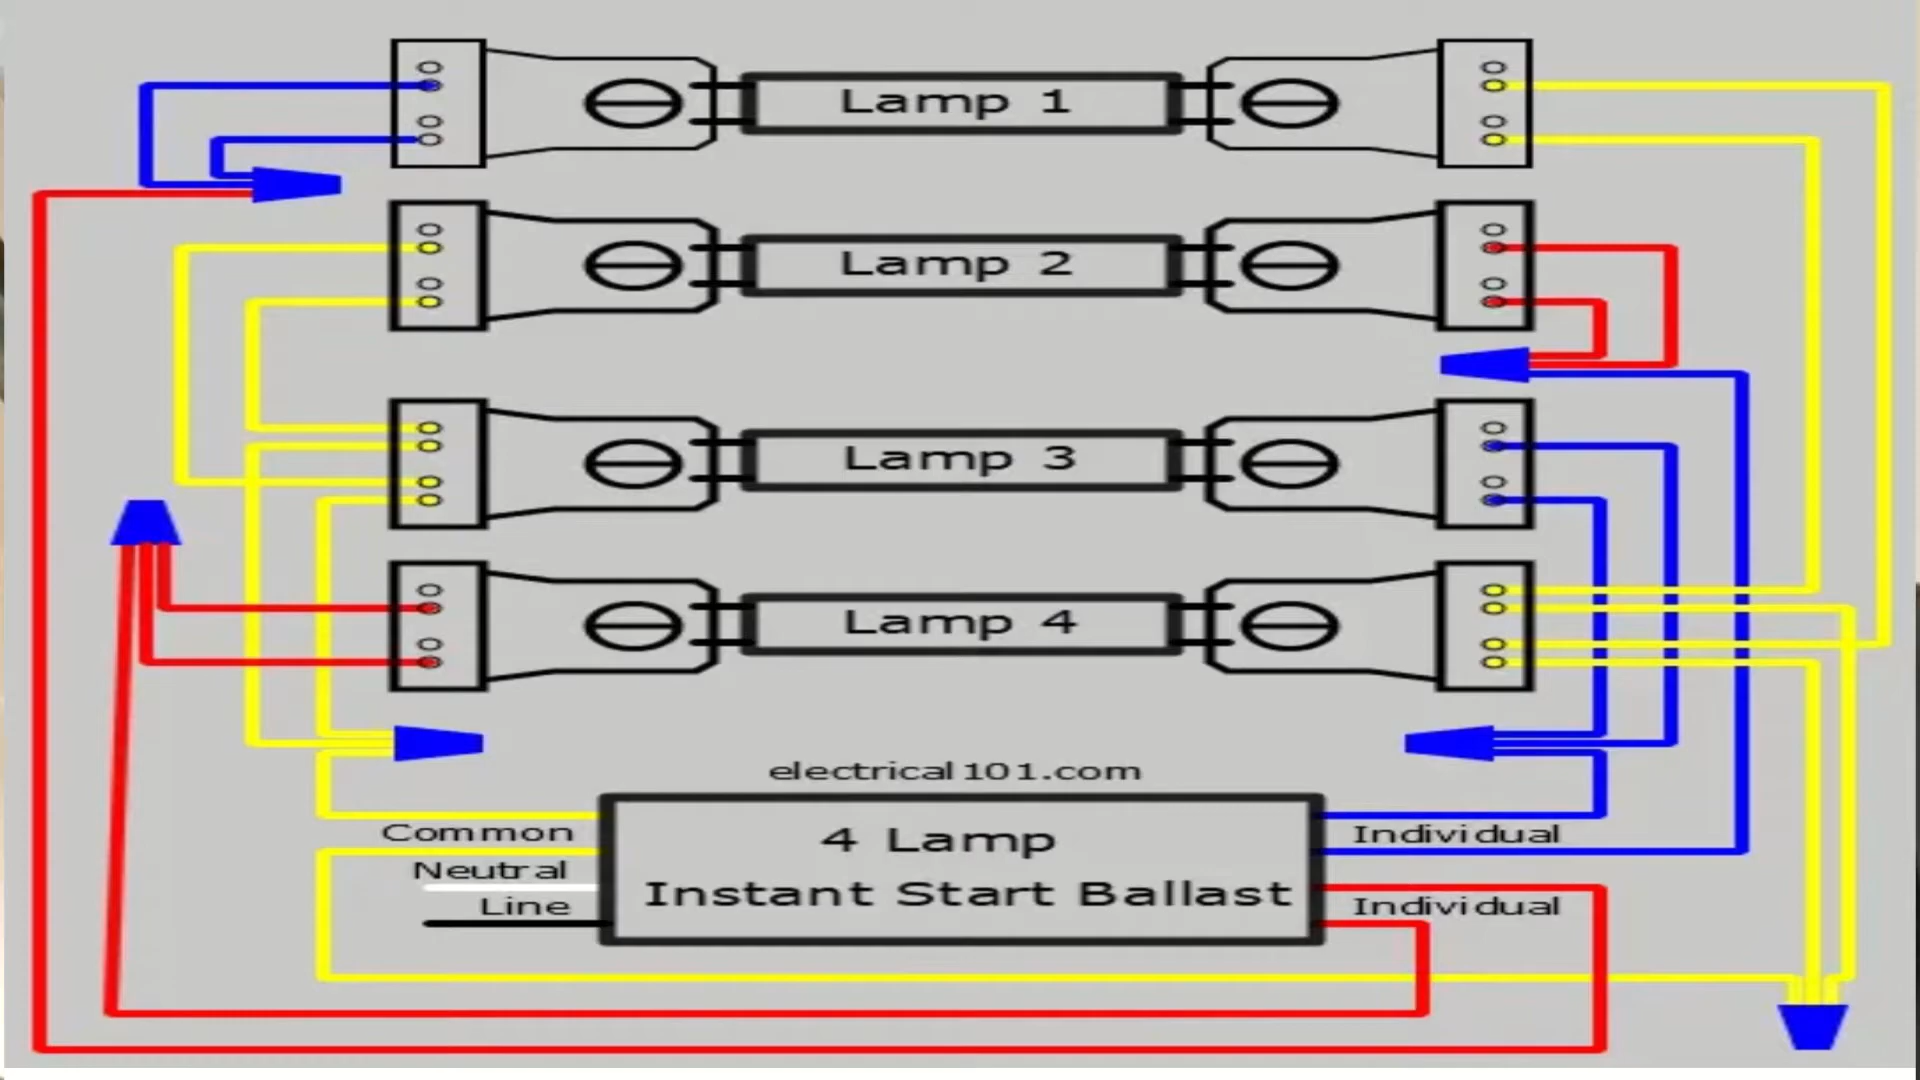 Lamp 1
Lamp 2
Lamp 3
Lamp 4
electrical101.com
Common
Neutral
Line
4 Lamp
Instant Start Ballast
Individual
Individual